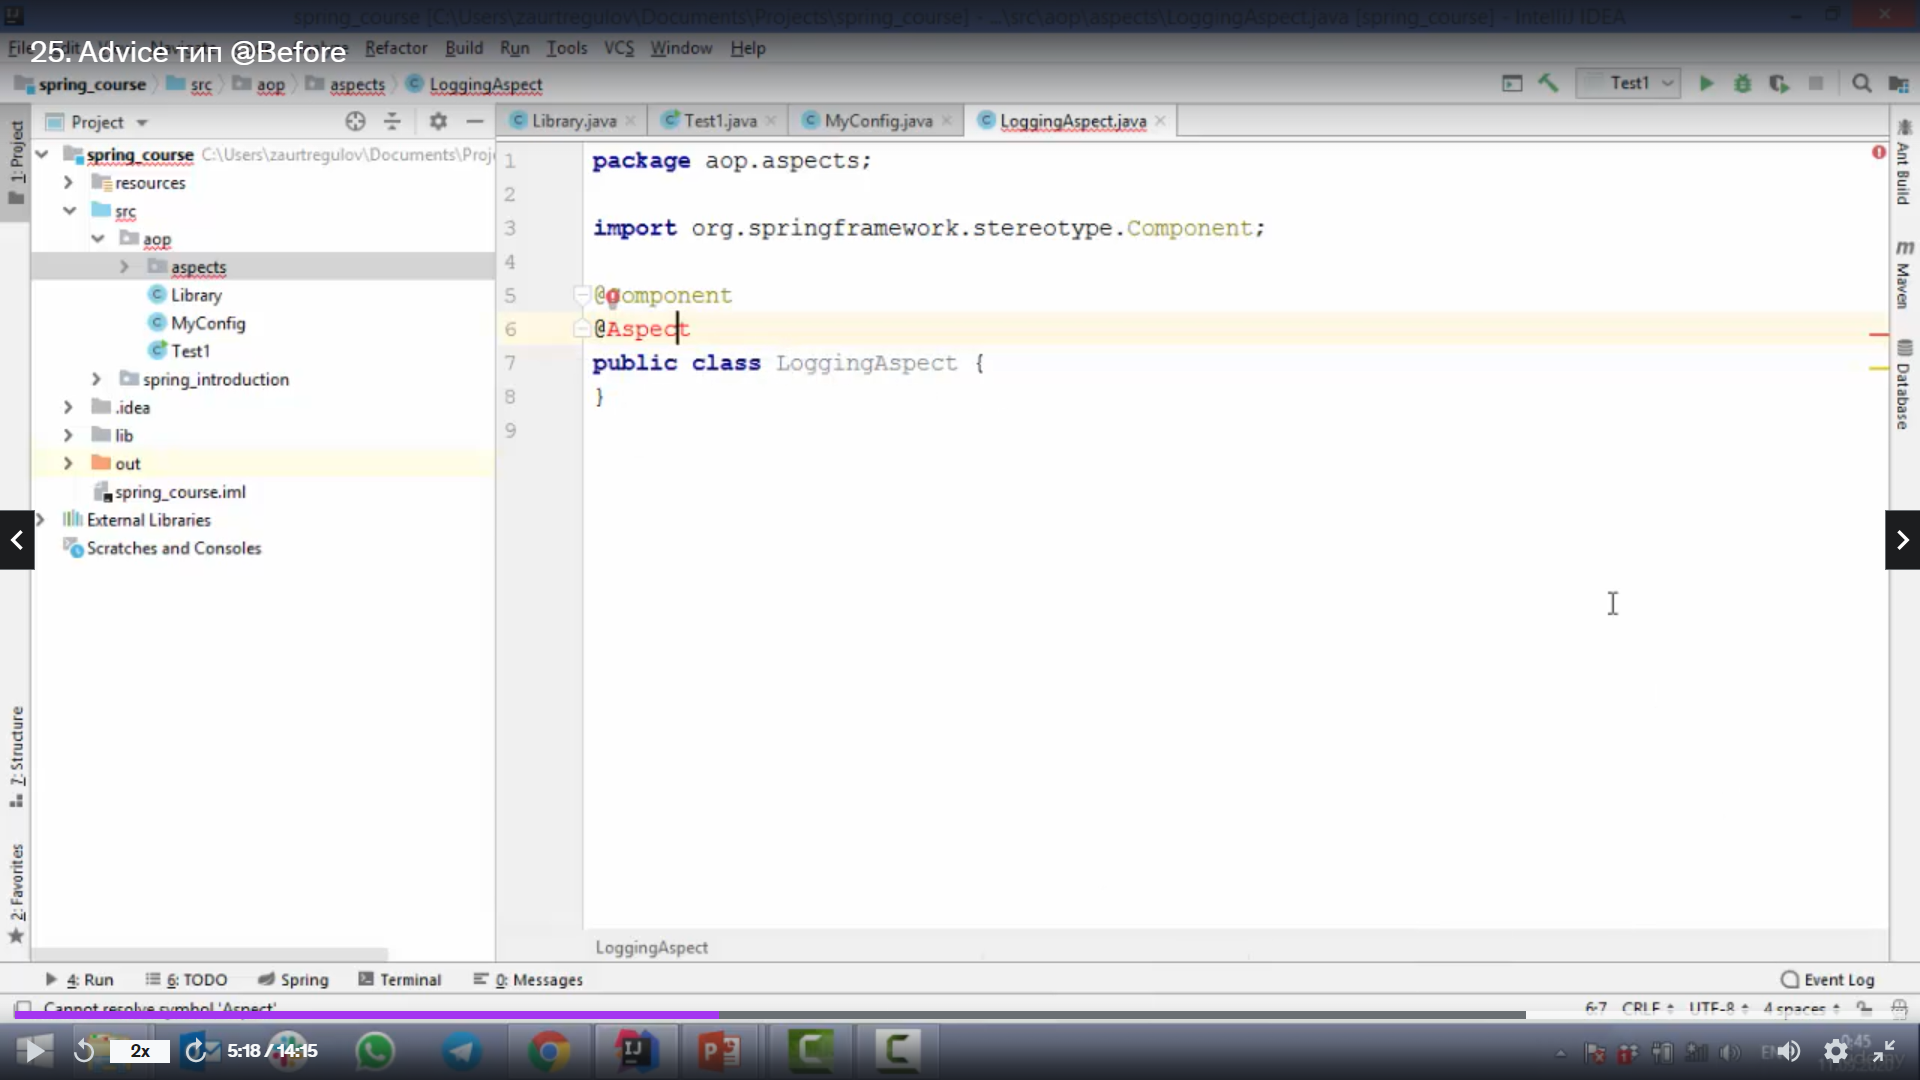 spring_course [C:\Users\zaurtregulov\Documents\Projects\spring_course] - ...\src\aop\aspects\LoggingAspect.java [spring_course] - IntelliJ IDEA
25. Advice тип @Before
File Refactor Build Run Tools VCS Window Help
spring_course src aop aspects LoggingAspect
Test1
Project
Library.java Test1.java MyConfig.java LoggingAspect.java
1: Project
spring_course C:\Users\zaurtregulov\Documents\Proj
resources
src
aop
aspects
Library
MyConfig
Test1
spring_introduction
.idea
lib
out
spring_course.iml
External Libraries
Scratches and Consoles
1 package aop.aspects;
2
3 import org.springframework.stereotype.Component;
4
5 @Component
6 @Aspect
7 public class LoggingAspect {
8 }
9
Ant Build
m Maven
Database
7: Structure
2: Favorites
LoggingAspect
4: Run 6: TODO Spring Terminal 0: Messages
Event Log
Cannot resolve symbol 'Aspect'
6:7 CRLF UTF-8 4 spaces
2x 5:18 / 14:15